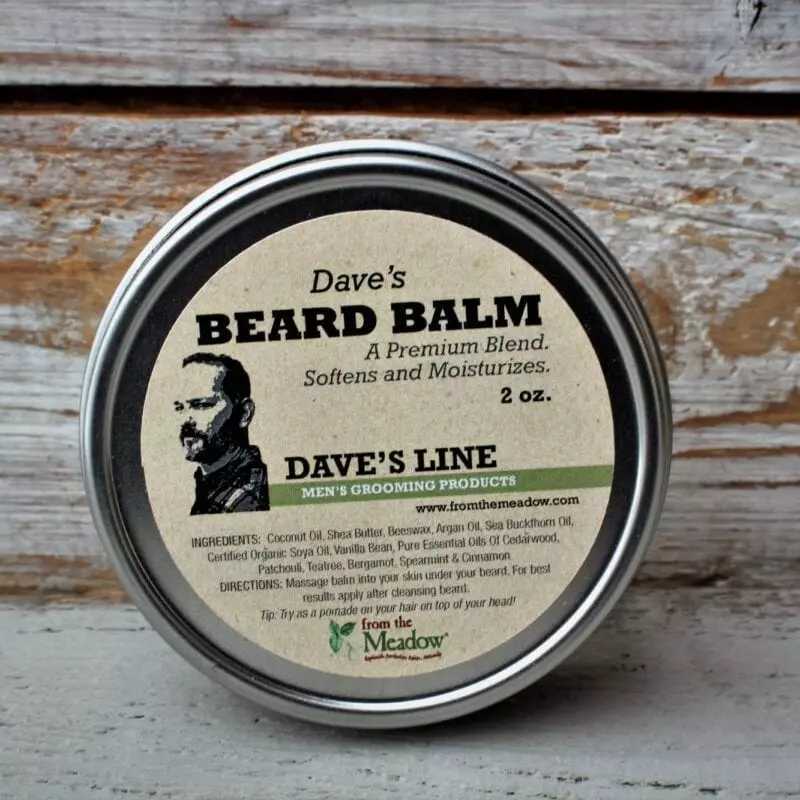 Dave's
BEARD BALM
A Premium Blend.
Softens and Moisturizes.
2 oz.
DAVE'S LINE
MEN'S GROOMING PRODUCTS
www.fromthemeadow.com
INGREDIENTS: Coconut Oil, Shea Butter, Beeswax, Argan Oil, Sea Buckthorn Oil,
Certified Organic Soya Oil, Vanilla Bean, Pure Essential Oils Of Cedarwood,
Patchouli, Teatree, Bergamot, Spearmint & Cinnamon.
DIRECTIONS: Massage balm into your skin under your beard. For best
results apply after cleansing beard.
Tip: Try as a pomade on your hair on top of your head!
from the
Meadow